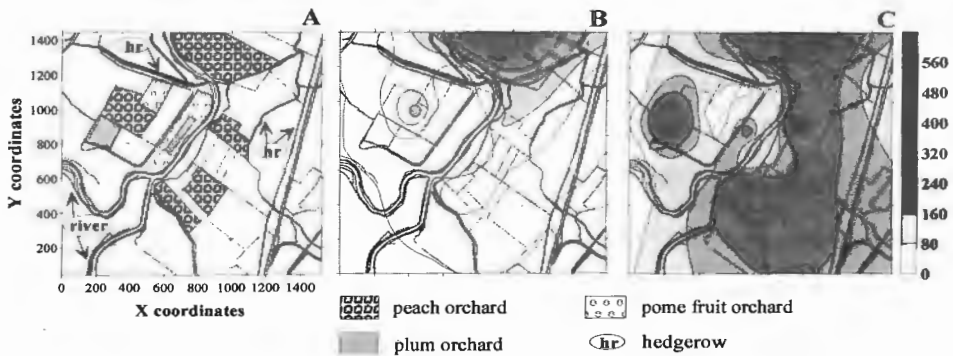 A
B
C
1400
1200
1000
800
600
400
200
0
Y coordinates
hr
hr
river
0 200 400 600 800 1000 1200 1400
X coordinates
560
480
400
320
240
160
80
0
peach orchard
pome fruit orchard
plum orchard
hr hedgerow